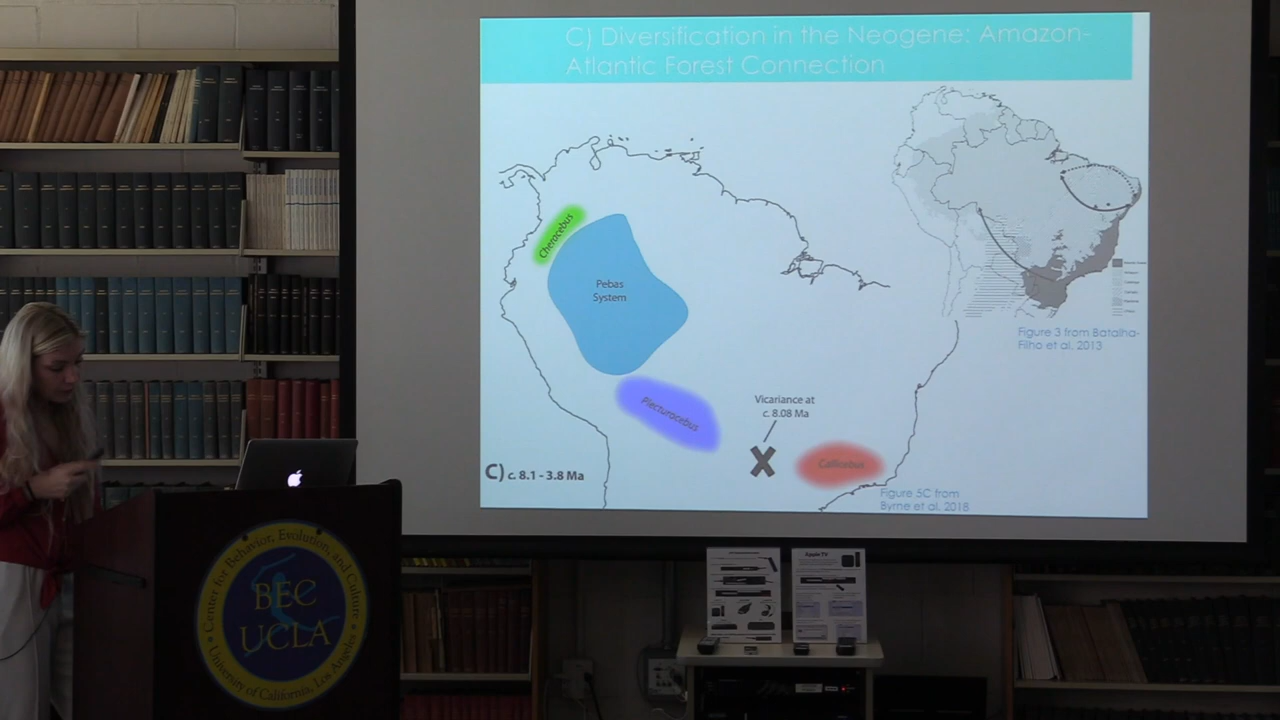 C) Diversification in the Neogene: Amazon-
Atlantic Forest Connection
Cheracebus
Pebas
System
Plecturocebus
Vicariance at
c. 8.08 Ma
Callicebus
C) c. 8.1 - 3.8 Ma
Figure 3 from Batalha-
Filho et al. 2013
Figure 5C from
Byrne et al. 2018
Center for Behavior, Evolution, and Culture
BEC
UCLA
University of California, Los Angeles
Apple TV